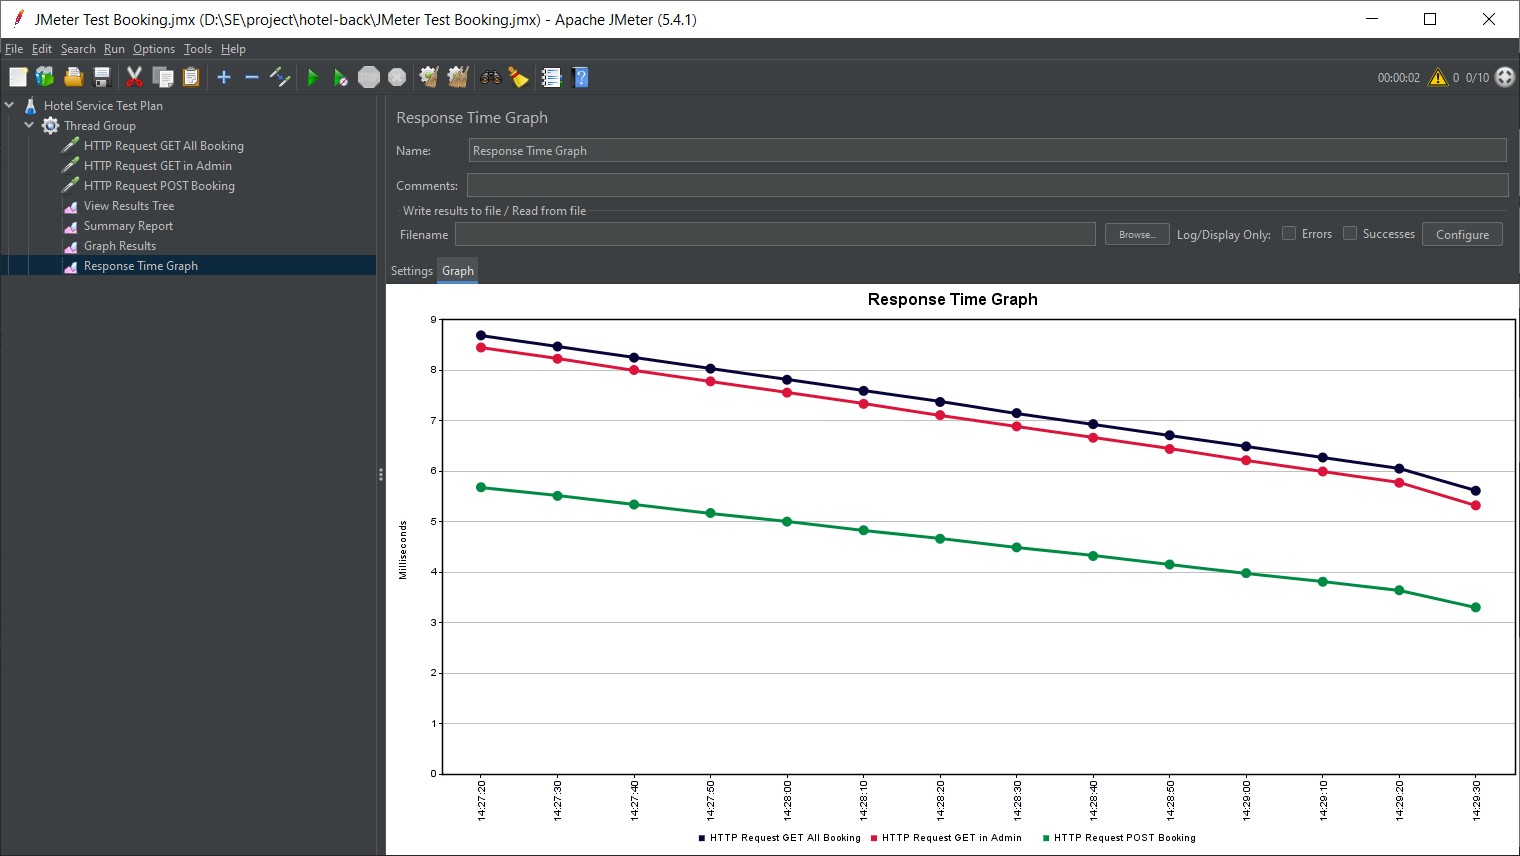 JMeter Test Booking.jmx (D:\SE\project\hotel-back\JMeter Test Booking.jmx) - Apache JMeter (5.4.1)
File Edit Search Run Options Tools Help
STOP
00:00:02 0 0/10
Hotel Service Test Plan
Thread Group
HTTP Request GET All Booking
HTTP Request GET in Admin
HTTP Request POST Booking
View Results Tree
Summary Report
Graph Results
Response Time Graph
Response Time Graph
Name: Response Time Graph
Comments:
Write results to file / Read from file
Filename Browse... Log/Display Only: Errors Successes Configure
Settings Graph
Response Time Graph
9
8
7
6
5
4
3
2
1
0
Milliseconds
14:27:20 14:27:30 14:27:40 14:27:50 14:28:00 14:28:10 14:28:20 14:28:30 14:28:40 14:28:50 14:29:00 14:29:10 14:29:20 14:29:30
HTTP Request GET All Booking HTTP Request GET in Admin HTTP Request POST Booking